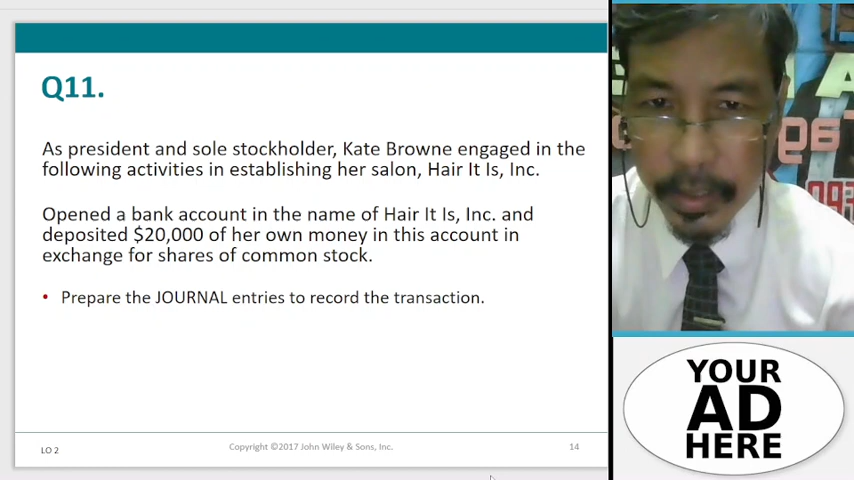 Q11.
As president and sole stockholder, Kate Browne engaged in the
following activities in establishing her salon, Hair It Is, Inc.
Opened a bank account in the name of Hair It Is, Inc. and
deposited $20,000 of her own money in this account in
exchange for shares of common stock.
• Prepare the JOURNAL entries to record the transaction.
LO 2
Copyright ©2017 John Wiley & Sons, Inc.
14
YOUR
AD
HERE